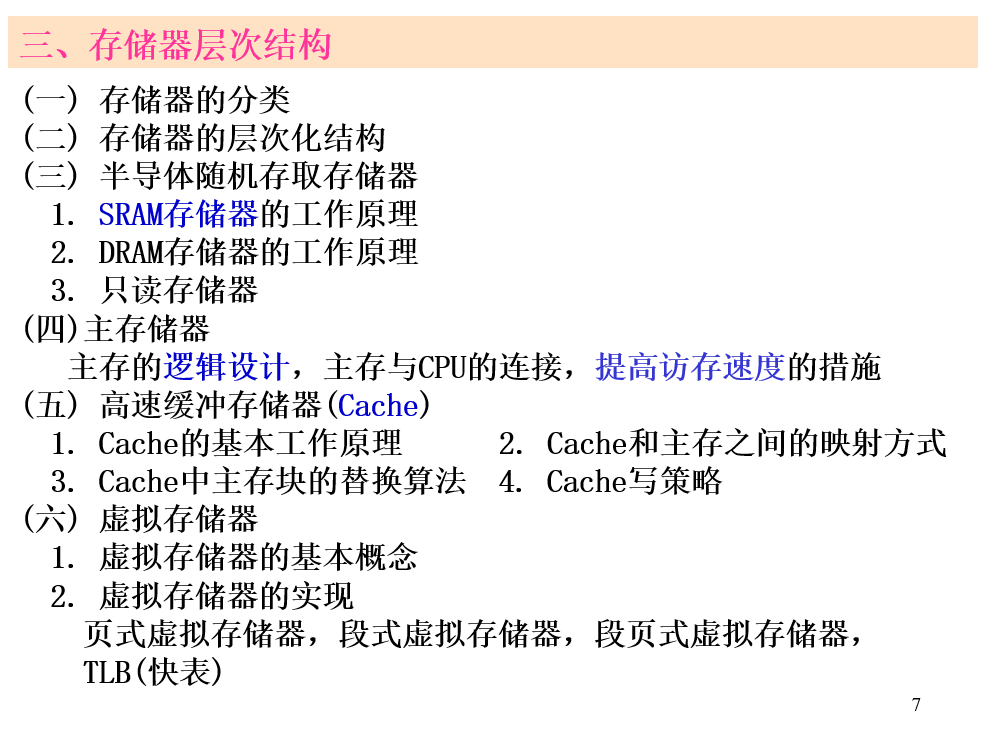 三、存储器层次结构
(一) 存储器的分类
(二) 存储器的层次化结构
(三) 半导体随机存取存储器
1. SRAM存储器的工作原理
2. DRAM存储器的工作原理
3. 只读存储器
(四)主存储器
主存的逻辑设计，主存与CPU的连接，提高访存速度的措施
(五) 高速缓冲存储器(Cache)
1. Cache的基本工作原理 2. Cache和主存之间的映射方式
3. Cache中主存块的替换算法 4. Cache写策略
(六) 虚拟存储器
1. 虚拟存储器的基本概念
2. 虚拟存储器的实现
页式虚拟存储器，段式虚拟存储器，段页式虚拟存储器，
TLB(快表)
7